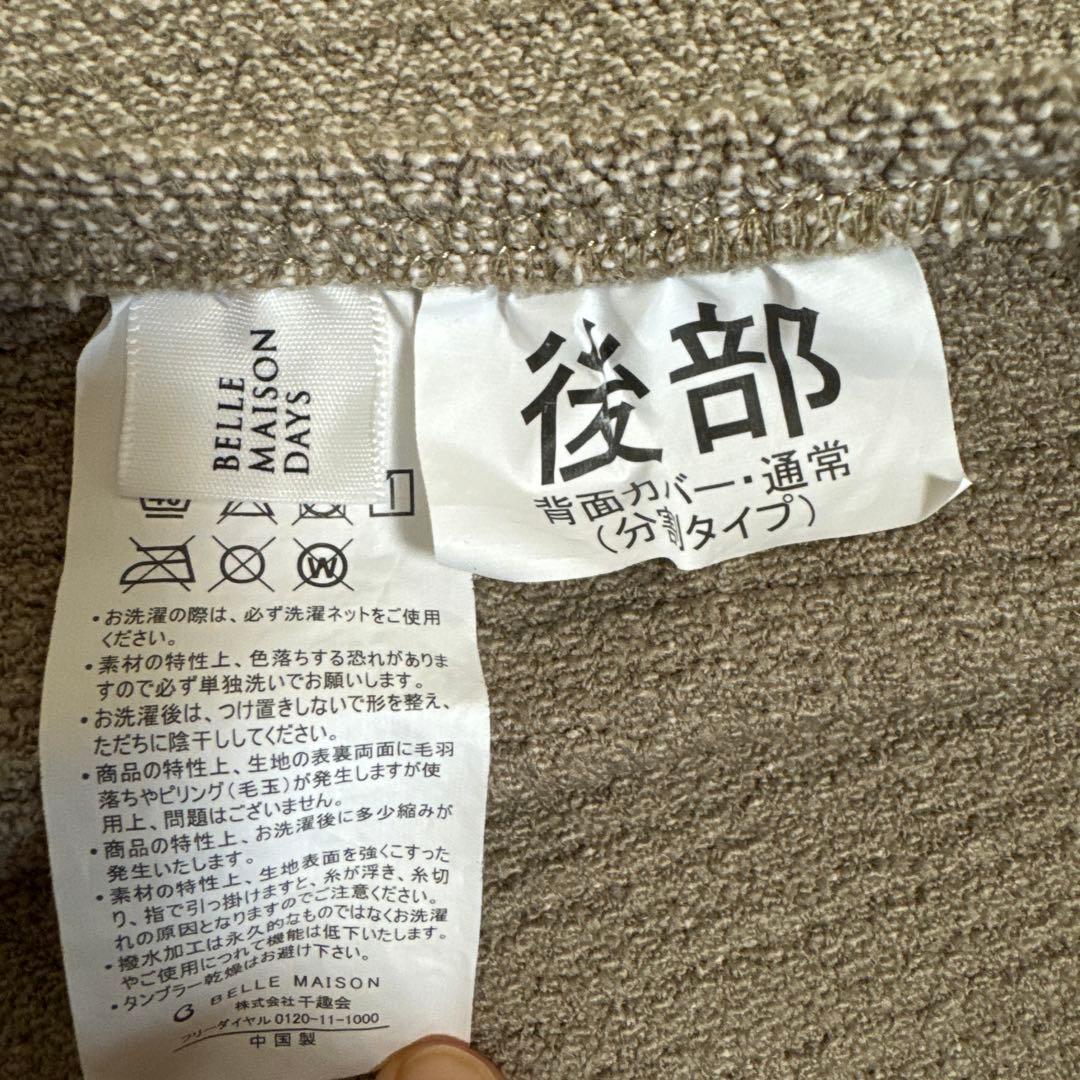 BELLE
MAISON
DAYS
後部
背面カバー・通常
(分割タイプ)
・お洗濯の際は、必ず洗濯ネットをご使用
ください。
・素材の特性上、色落ちする恐れがありま
すので必ず単独洗いでお願いします。
・お洗濯後は、つけ置きしないで形を整え、
ただちに陰干ししてください。
・商品の特性上、生地の表裏両面に毛羽
落ちやピリング(毛玉)が発生しますが使
用上、問題はございません。
・商品の特性上、お洗濯後に多少縮みが
発生いたします。
・素材の特性上、生地表面を強くこすった
り、指で引っ掛けますと、糸が浮き、糸切
れの原因となりますのでご注意ください。
・撥水加工は永久的なものではなくお洗濯
やご使用につれて機能は低下いたします。
・タンブラー乾燥はお避け下さい。
BELLE MAISON
株式会社千趣会
フリーダイヤル 0120-11-1000
中国製